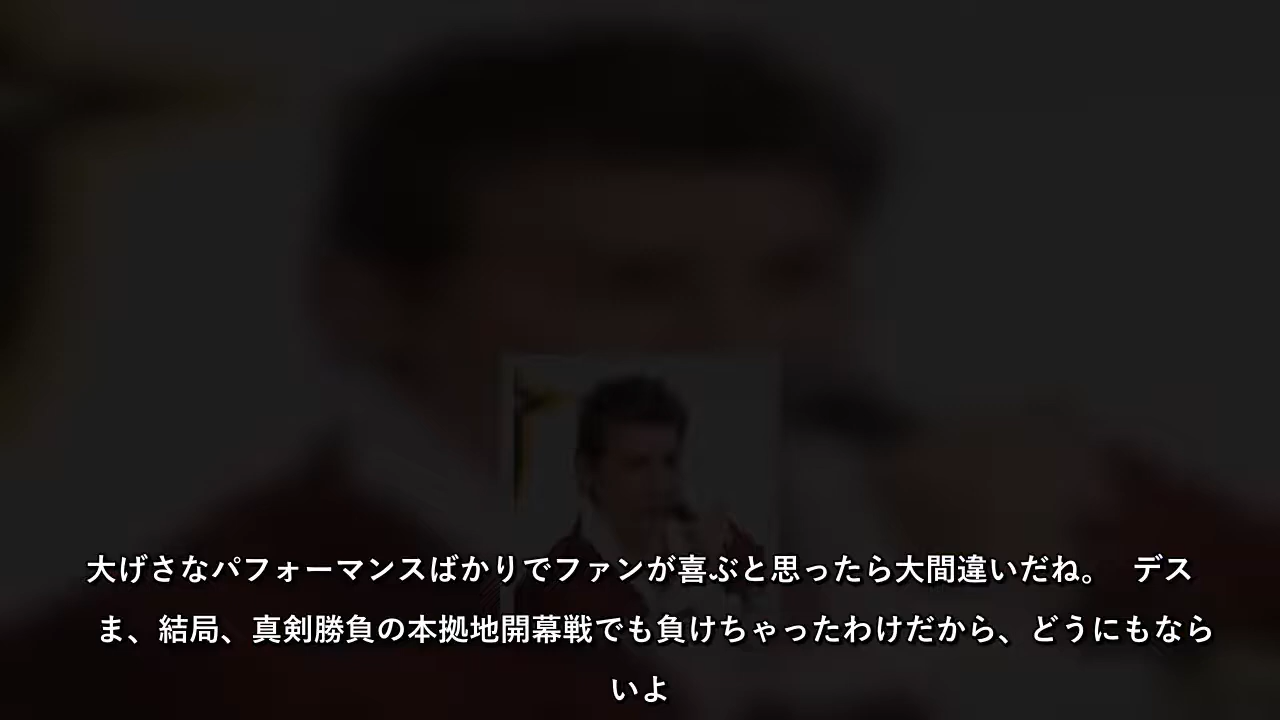 大げさなパフォーマンスばかりでファンが喜ぶと思ったら大間違いだね。　デス
ま、結局、真剣勝負の本拠地開幕戦でも負けちゃったわけだから、どうにもなら
いよ